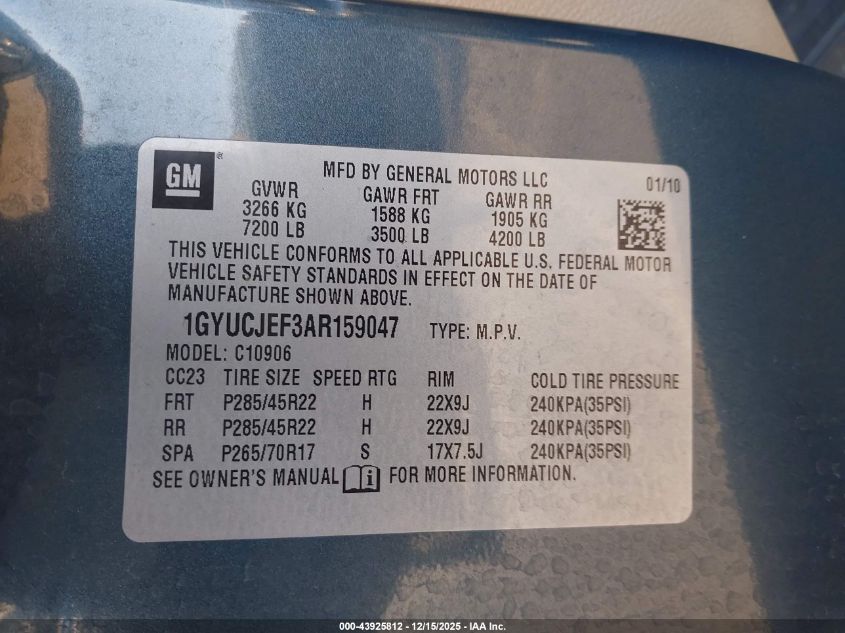 GM
MFD BY GENERAL MOTORS LLC 01/10
GVWR GAWR FRT GAWR RR
3266 KG 1588 KG 1905 KG
7200 LB 3500 LB 4200 LB
THIS VEHICLE CONFORMS TO ALL APPLICABLE U.S. FEDERAL MOTOR
VEHICLE SAFETY STANDARDS IN EFFECT ON THE DATE OF
MANUFACTURE SHOWN ABOVE.
1GYUCJEF3AR159047 TYPE: M.P.V.
MODEL: C10906
CC23 TIRE SIZE SPEED RTG RIM COLD TIRE PRESSURE
FRT P285/45R22 H 22X9J 240KPA(35PSI)
RR P285/45R22 H 22X9J 240KPA(35PSI)
SPA P265/70R17 S 17X7.5J 240KPA(35PSI)
SEE OWNER'S MANUAL i FOR MORE INFORMATION.
000-43925812 - 12/15/2025 - IAA Inc.